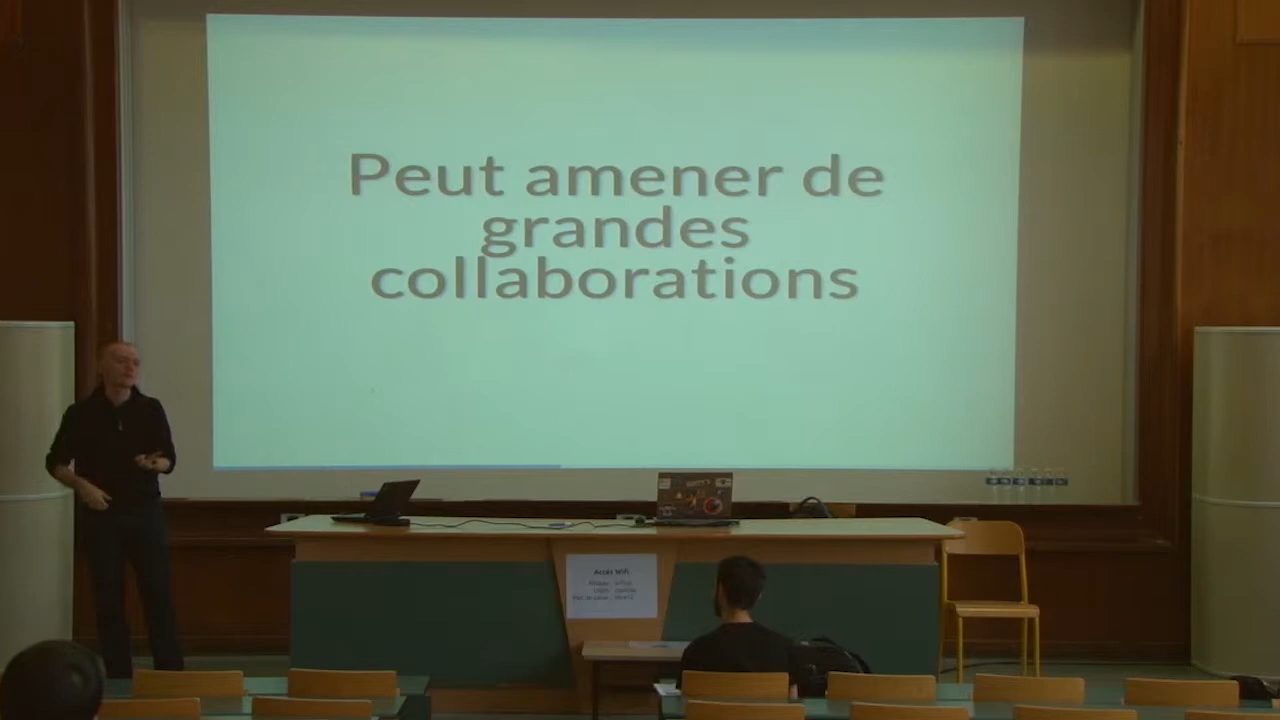 Peut amener de
grandes
collaborations
Accès Wifi